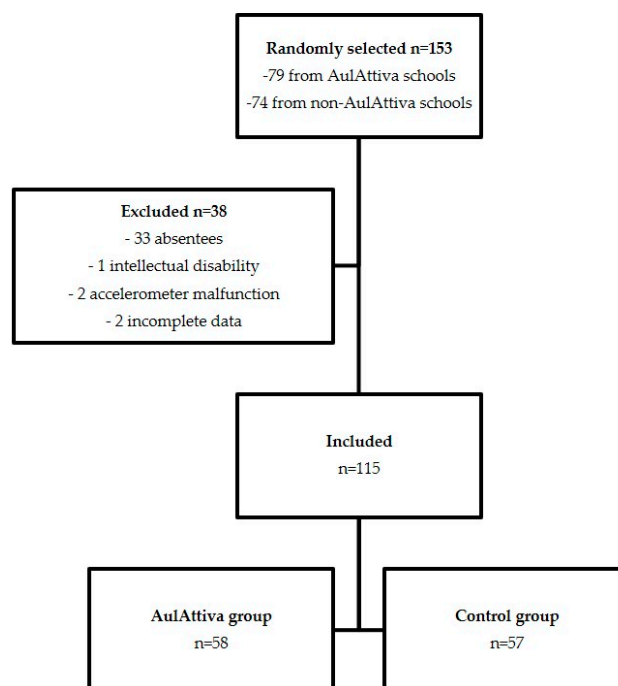 Randomly selected n=153
-79 from AulAttiva schools
-74 from non-AulAttiva schools
Excluded n=38
- 33 absentees
- 1 intellectual disability
- 2 accelerometer malfunction
- 2 incomplete data
Included
n=115
AulAttiva group
n=58
Control group
n=57